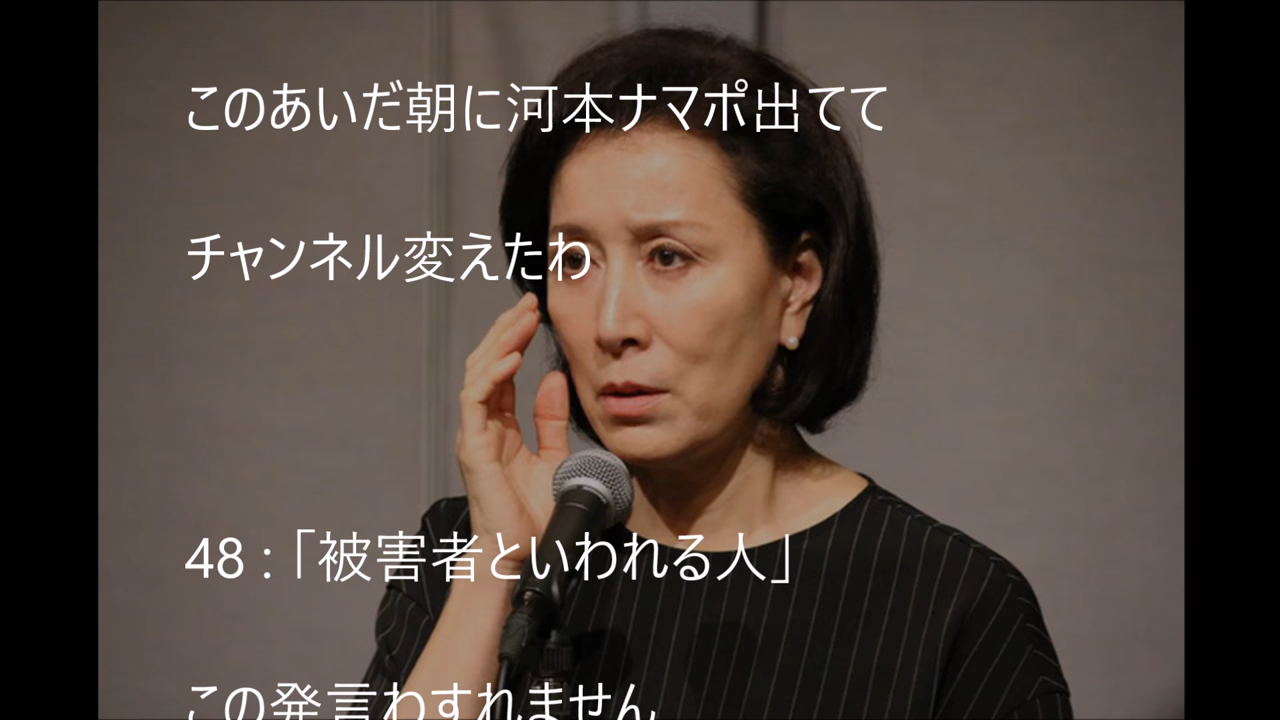 このあいだ朝に河本ナマポ出てて
チャンネル変えたわ
48 : 「被害者といわれる人」
この発言わすれません